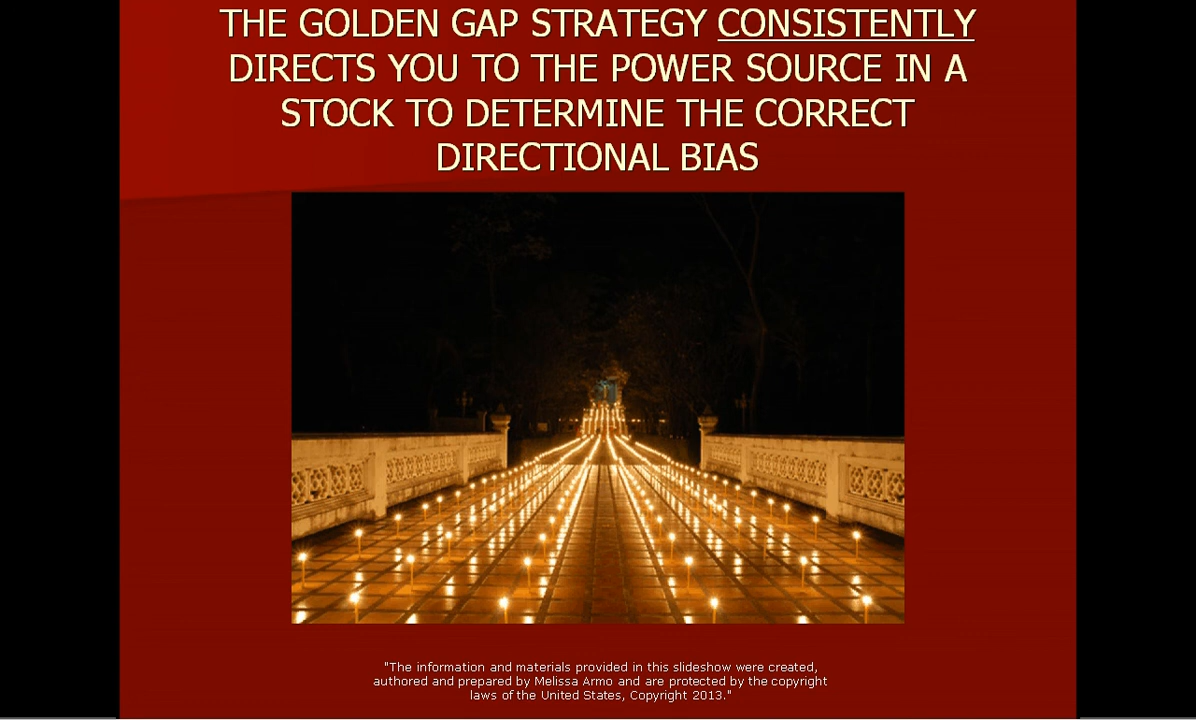 THE GOLDEN GAP STRATEGY CONSISTENTLY
DIRECTS YOU TO THE POWER SOURCE IN A
STOCK TO DETERMINE THE CORRECT
DIRECTIONAL BIAS
"The information and materials provided in this slideshow were created,
authored and prepared by Melissa Armo and are protected by the copyright
laws of the United States, Copyright 2013."